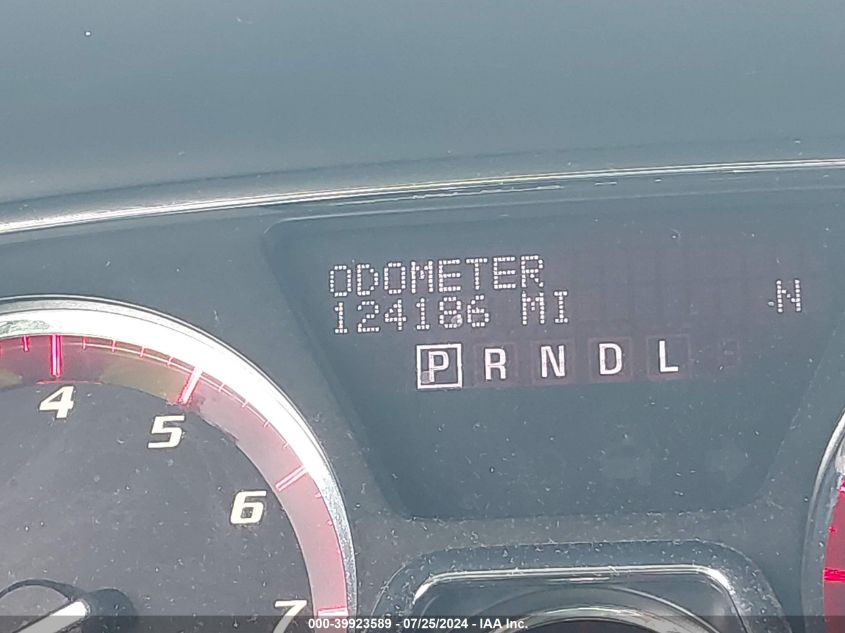 ODOMETER
124186 MI N
P R N D L
4
5
6
7
000-39923589 - 07/25/2024 - IAA Inc.